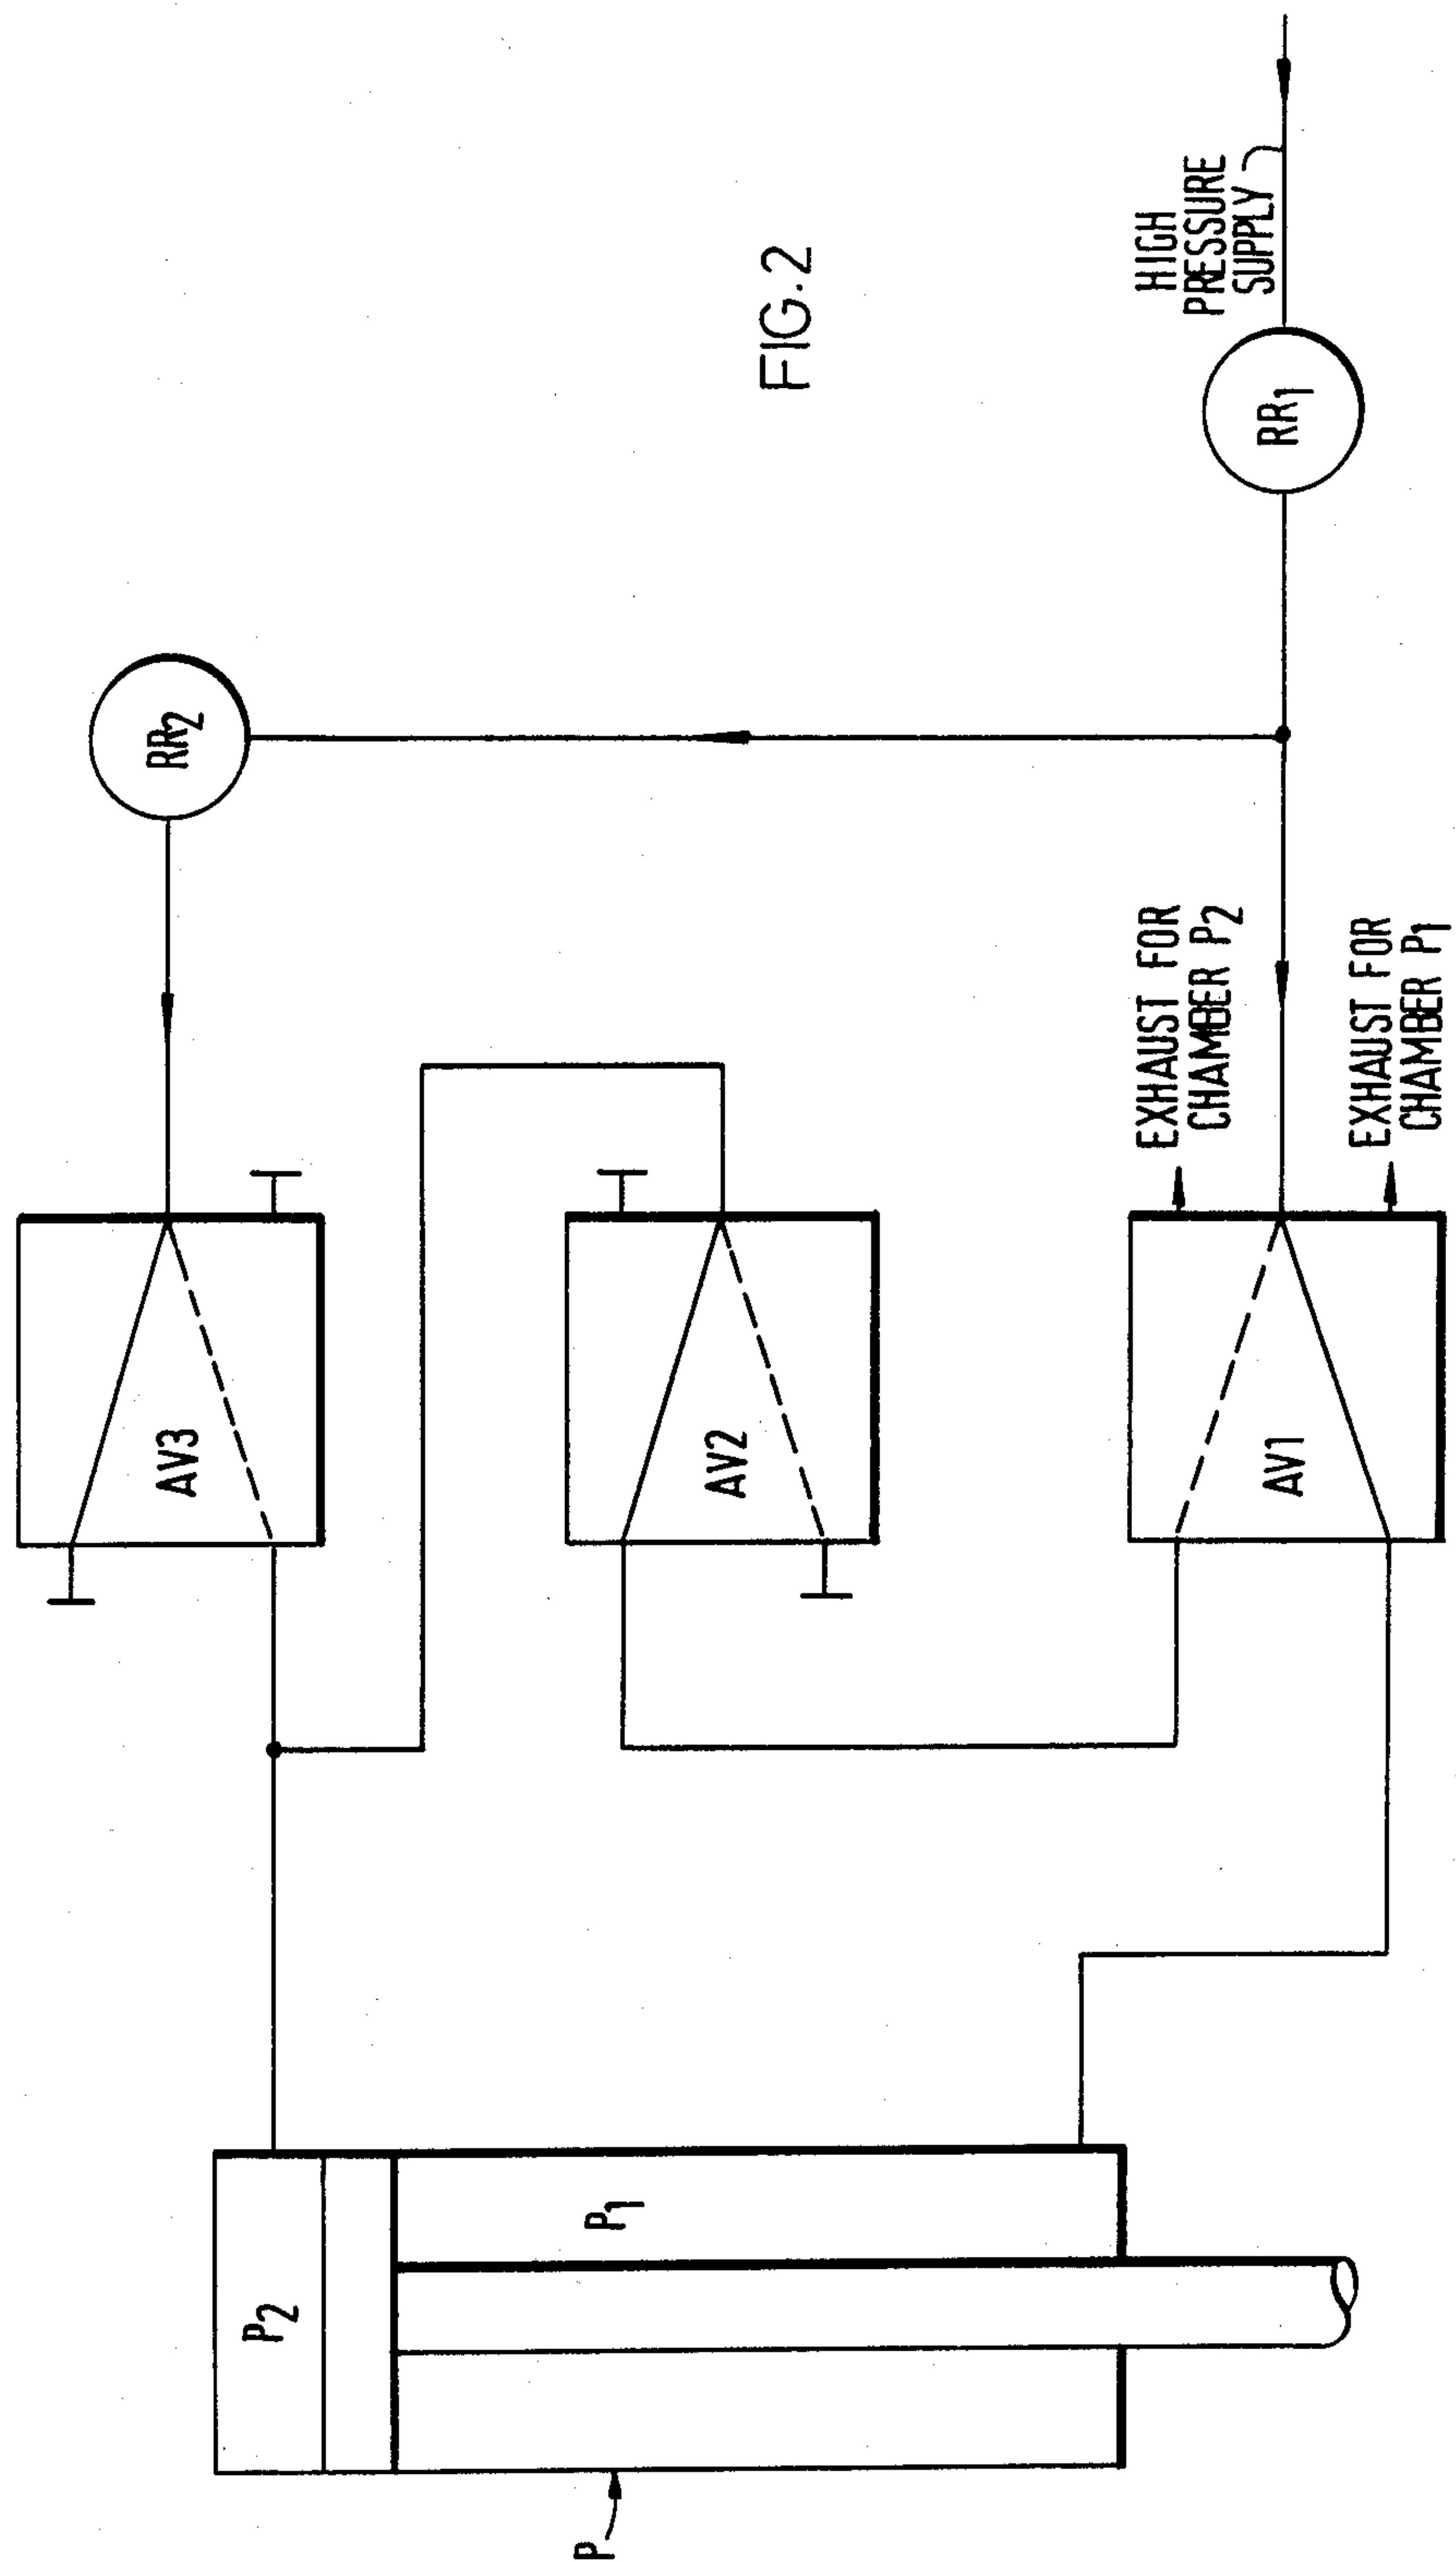 FIG. 2
P
P2
P1
AV3
AV2
AV1
RR2
RR1
EXHAUST FOR
CHAMBER P2
EXHAUST FOR
CHAMBER P1
HIGH
PRESSURE
SUPPLY